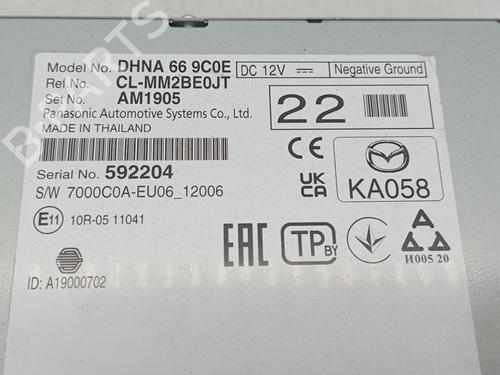 Model No. DHNA 66 9C0E
DC 12V
Negative Ground
Ref.No. CL-MM2BE0JT
Set No. AM1905
Panasonic Automotive Systems Co., Ltd.
MADE IN THAILAND
22
CE
UK
CA
KA058
Serial No. 592204
S/W 7000C0A-EU06_12006
E11 10R-05 11041
EAC
TP BY
И005 20
ID: A19000702